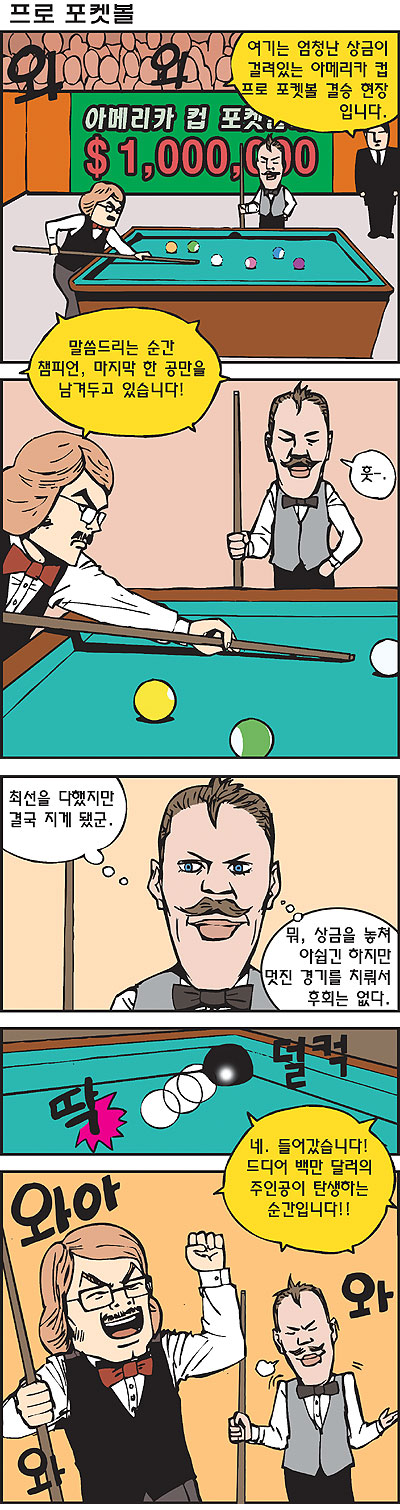 프로 포켓볼
와
와
여기는 엄청난 상금이
걸려있는 아메리카 컵
프로 포켓볼 결승 현장
입니다.
아메리카 컵 포켓
$ 1,000,000
말씀드리는 순간
챔피언, 마지막 한 공만을
남겨두고 있습니다!
훗-.
최선을 다했지만
결국 지게 됐군.
뭐, 상금을 놓쳐
아쉽긴 하지만
멋진 경기를 치뤄서
후회는 없다.
딱
덜컥
네. 들어갔습니다!
드디어 백만 달러의
주인공이 탄생하는
순간입니다!!
와아
와
와